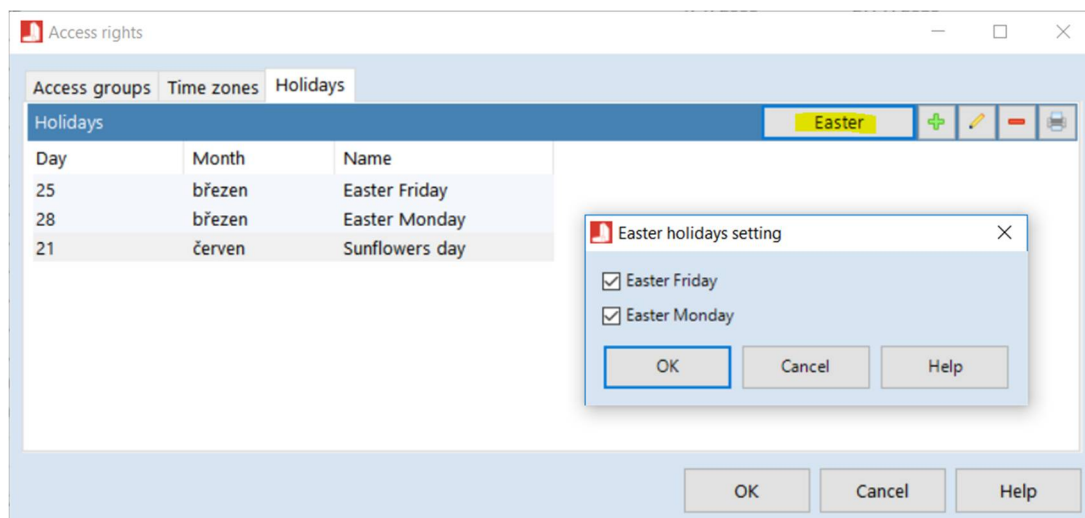 Access rights
Access groups Time zones Holidays
Holidays Easter
Day Month Name
25 březen Easter Friday
28 březen Easter Monday
21 červen Sunflowers day
Easter holidays setting
Easter Friday
Easter Monday
OK Cancel Help
OK Cancel Help